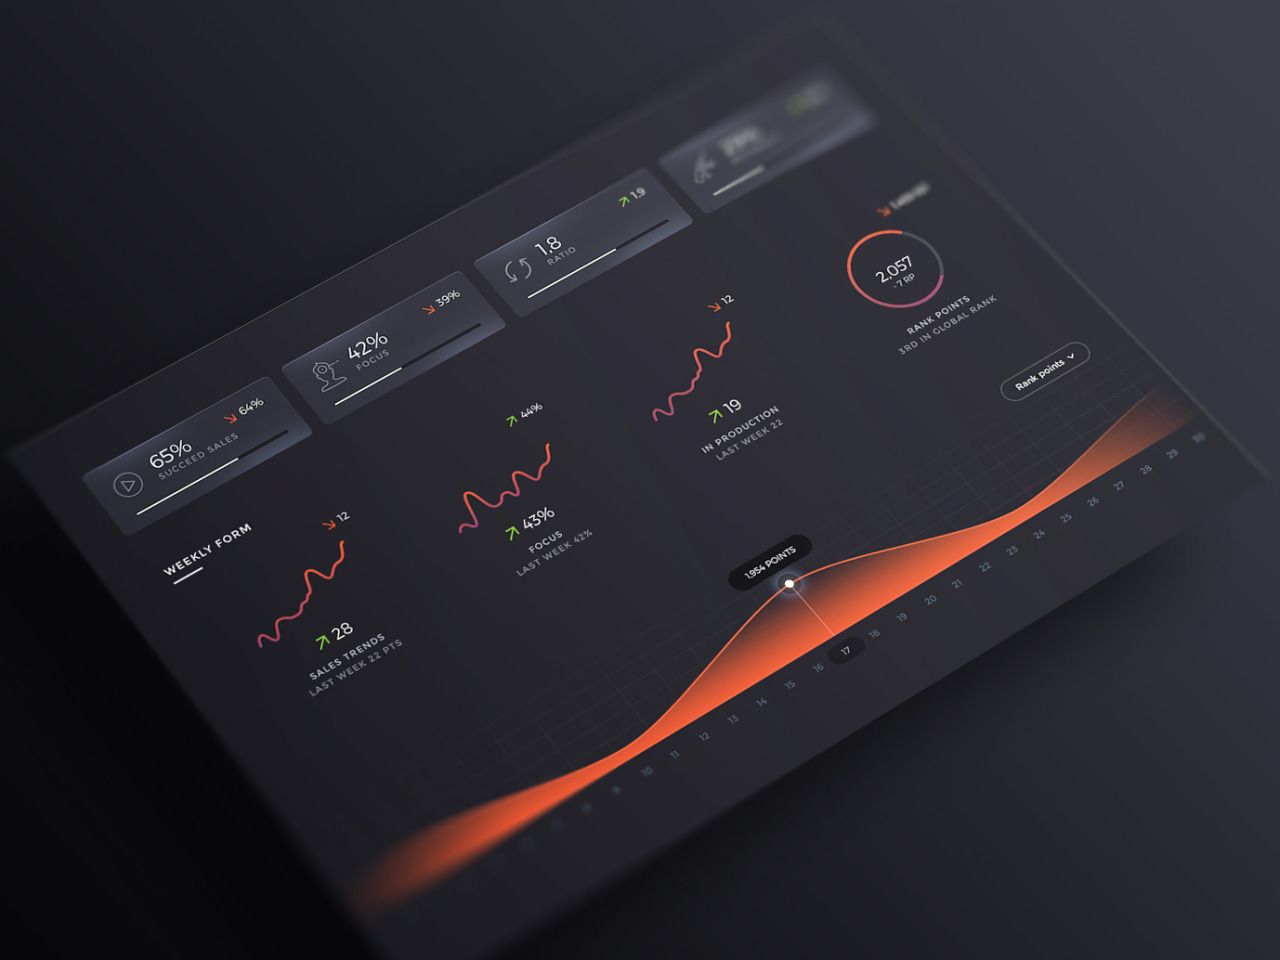 65%
SUCCEED SALES
64%
42%
FOCUS
39%
1,8
RATIO
1,9
WEEKLY FORM
12
28
SALES TRENDS
LAST WEEK 22 PTS
44%
43%
FOCUS
LAST WEEK 42%
12
19
IN PRODUCTION
LAST WEEK 22
2,057
-7 RP
RANK POINTS
3RD IN GLOBAL RANK
Rank points
1,954 POINTS
9 10 11 12 13 14 15 16 17 18 19 20 21 22 23 24 25 26 27 28 29